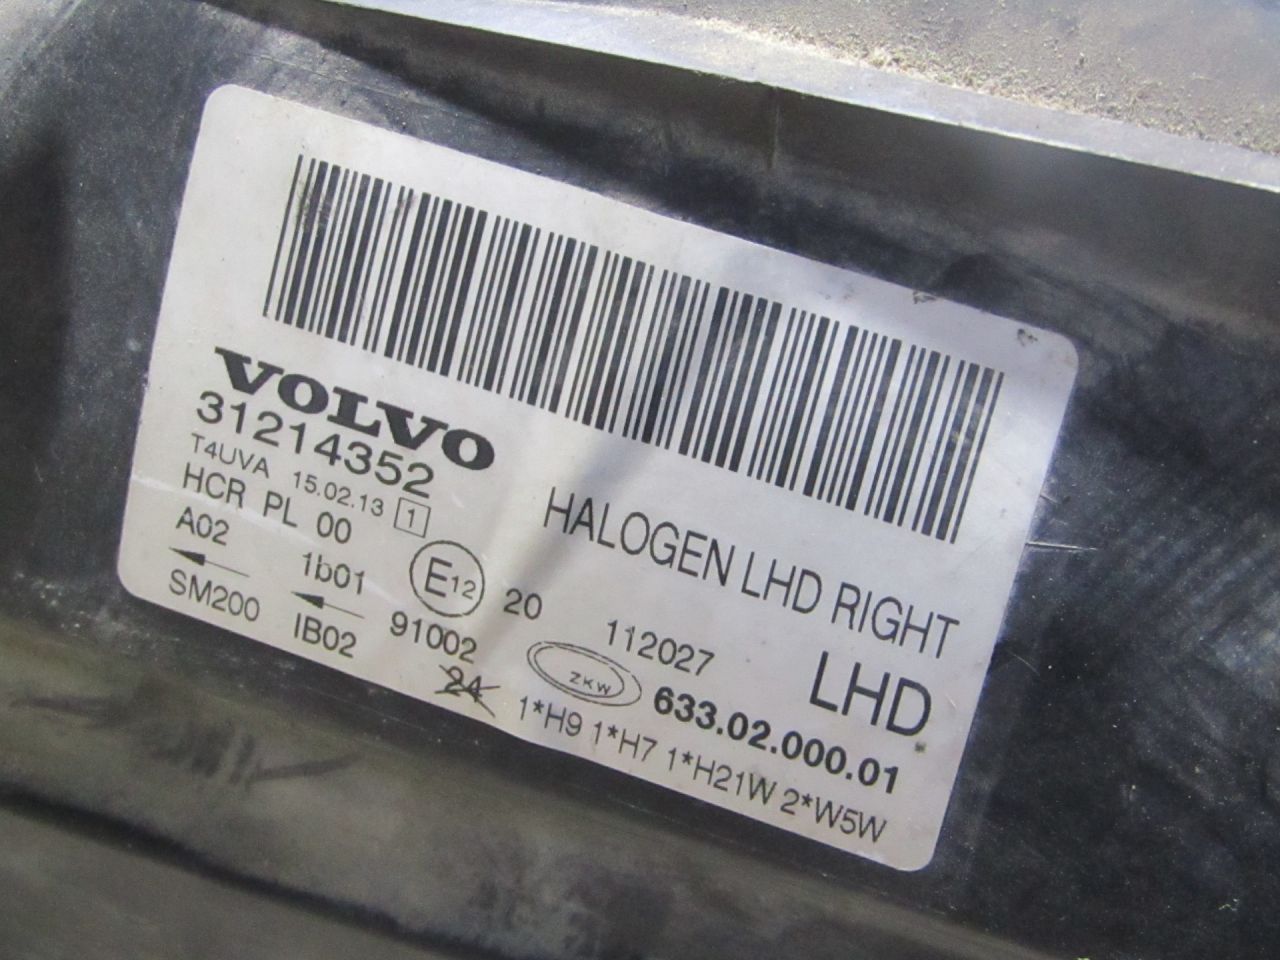 VOLVO
31214352
T4UVA 15.02.13 1
HCR PL 00
HALOGEN LHD RIGHT
A02 1b01 E12 20 112027 LHD
SM200 IB02 91002 ZKW 633.02.000.01
24 1*H9 1*H7 1*H21W 2*W5W